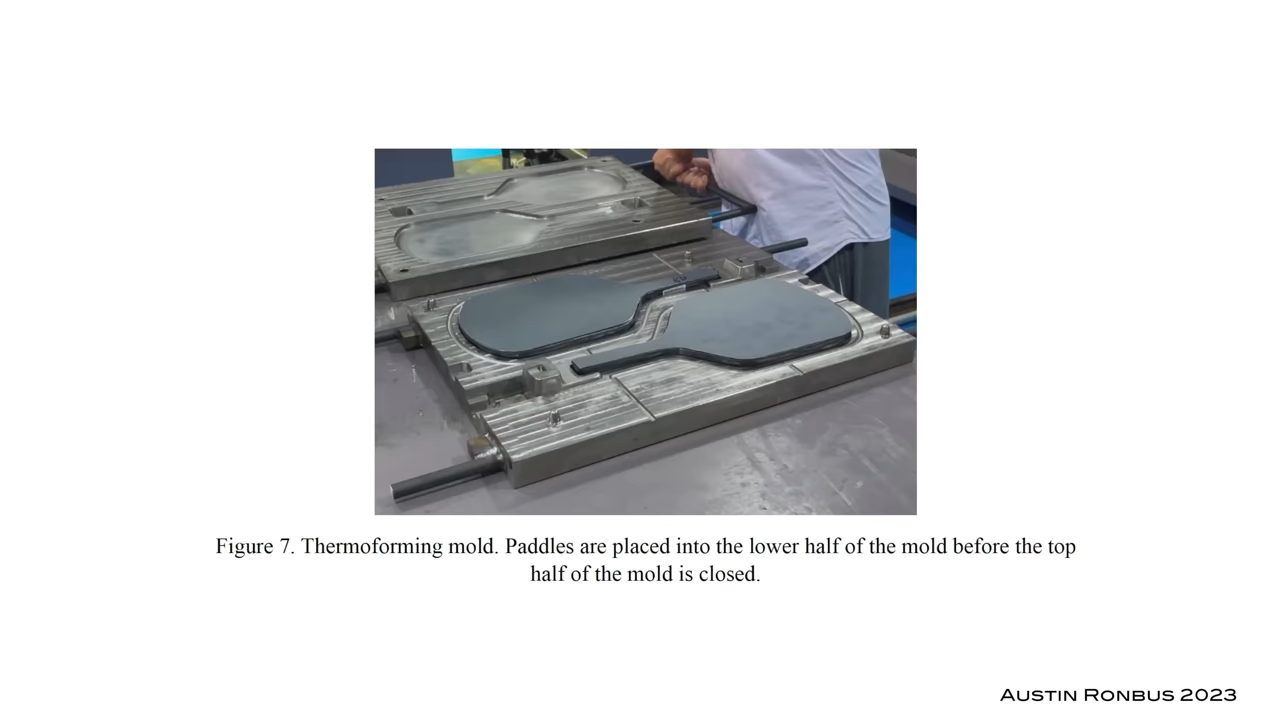 Figure 7. Thermoforming mold. Paddles are placed into the lower half of the mold before the top
half of the mold is closed.
Austin Ronbus 2023